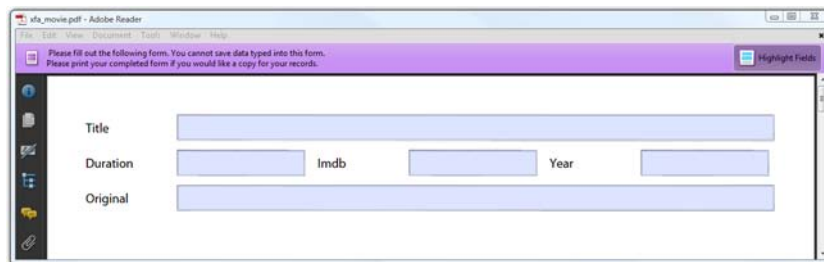 xfa_movie.pdf - Adobe Reader
File Edit View Document Tools Window Help
Please fill out the following form. You cannot save data typed into this form.
Please print your completed form if you would like a copy for your records.
Highlight Fields
Title
Duration Imdb Year
Original